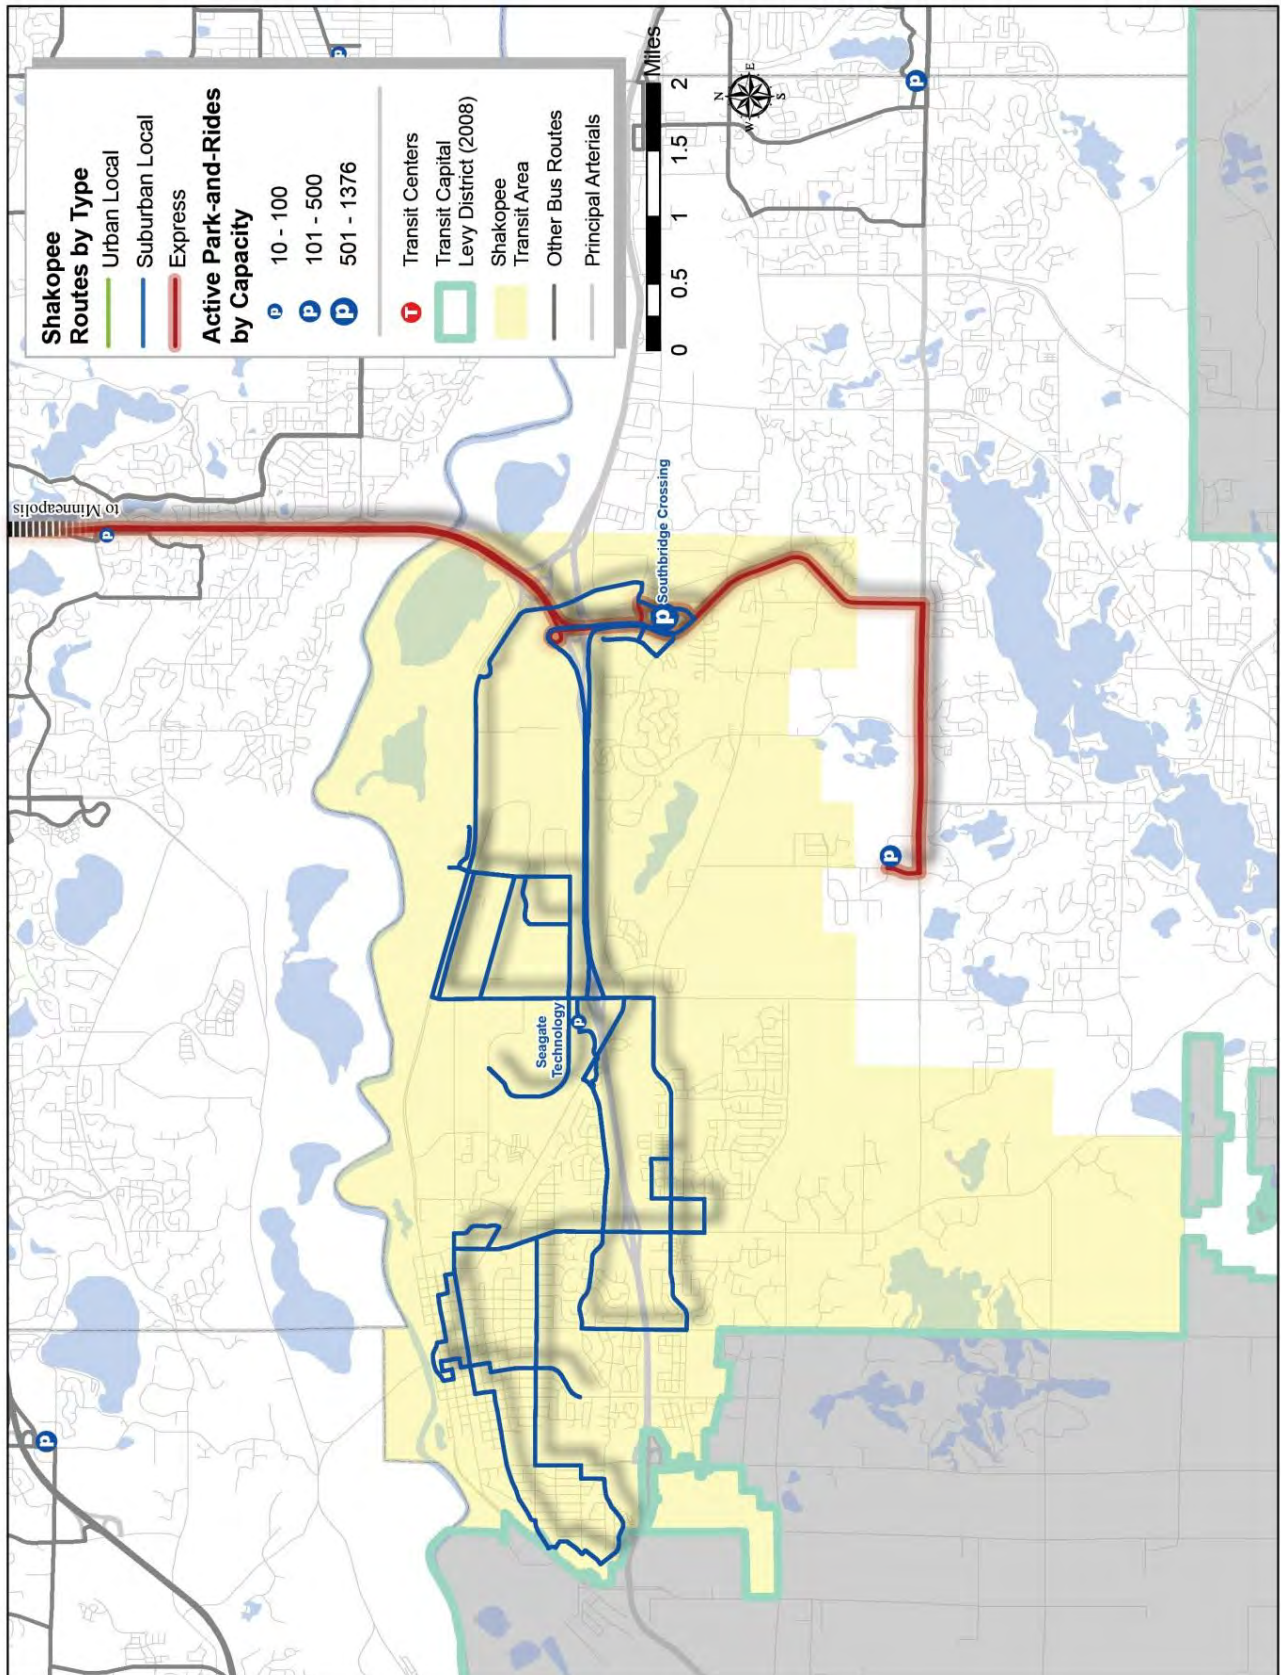 Shakopee
Routes by Type
Urban Local
Suburban Local
Express
Active Park-and-Rides
by Capacity
P 10 - 100
P 101 - 500
P 501 - 1376
T Transit Centers
Transit Capital
Levy District (2008)
Shakopee
Transit Area
Other Bus Routes
Principal Arterials
0 0.5 1 1.5 2 Miles
N
E
S
W
to Minneapolis
P
P
P
P
P Southbridge Crossing
P
Seagate
Technology
P